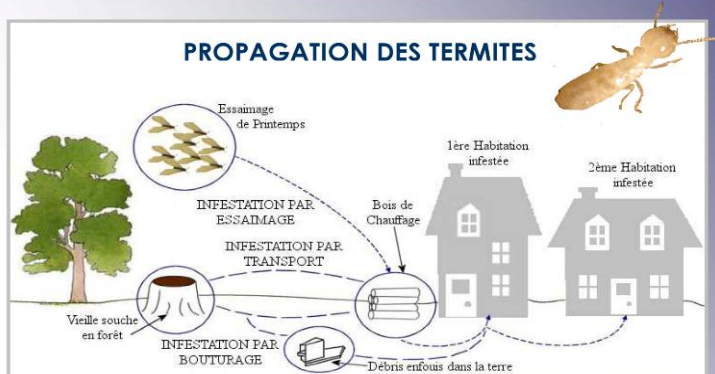 PROPAGATION DES TERMITES
Essaimage
de Printemps
1ère Habitation
infestée
2ème Habitation
infestée
INFESTATION PAR
ESSAIMAGE
Bois de
Chauffage
INFESTATION PAR
TRANSPORT
Vieille souche
en forêt
INFESTATION PAR
BOUTURAGE
Débris enfouis dans la terre